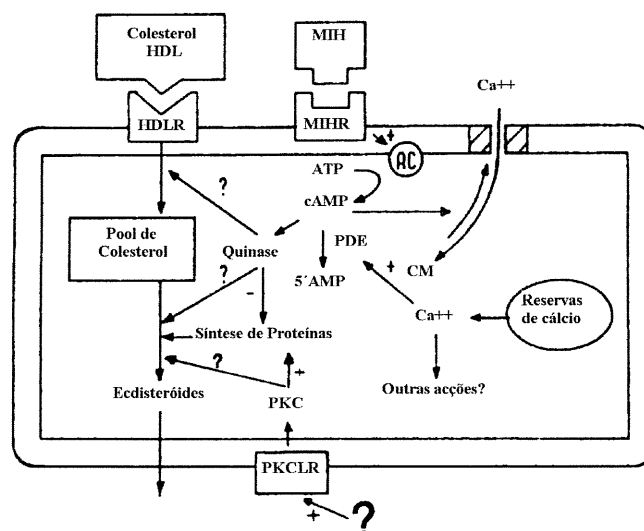 Colesterol
HDL
MIH
Ca++
HDLR
MIHR
+
AC
ATP
cAMP
?
Pool de
Colesterol
Quinase
PDE
5´AMP
+
CM
?
-
Ca++
Reservas
de cálcio
Síntese de Proteínas
?
+
Ecdisteróides
PKC
Outras acções?
PKCLR
+
?